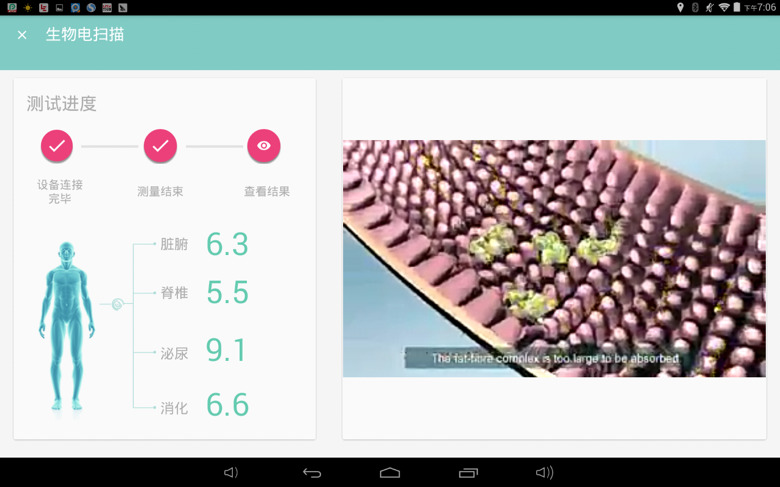 下午7:06
生物电扫描
测试进度
设备连接
完毕
测量结束
查看结果
脏腑 6.3
脊椎 5.5
泌尿 9.1
消化 6.6
The fat-fibre complex is too large to be absorbed